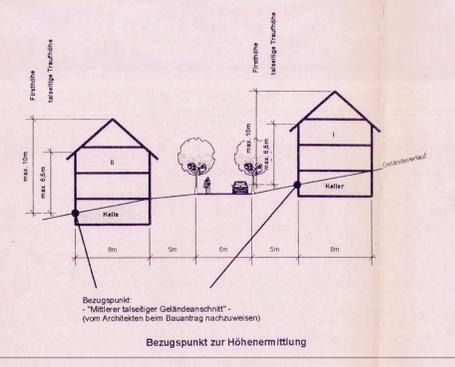 Firsthöhe
talseitige Traufhöhe
max. 10m
max. 6,5m
II
Kelle
Firsthöhe
talseitige Traufhöhe
max. 10m
max. 6,5m
I
Keller
Geländeverlauf
8m
5m
6m
5m
8m
Bezugspunkt:
- "Mittlerer talseitiger Geländeanschnitt" -
(vom Architekten beim Bauantrag nachzuweisen)
Bezugspunkt zur Höhenermittlung